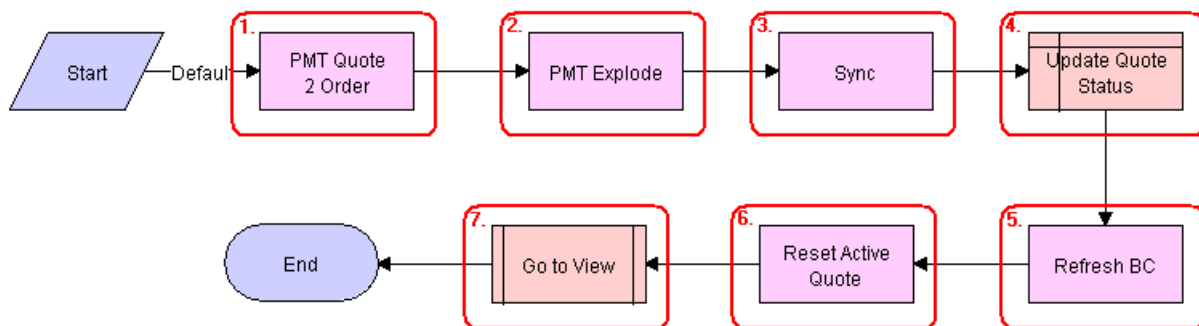 1.
2.
3.
4.
Start
Defaul
PMT Quote
2 Order
PMT Explode
Sync
Update Quote
Status
7.
6.
5.
End
Go to View
Reset Active
Quote
Refresh BC